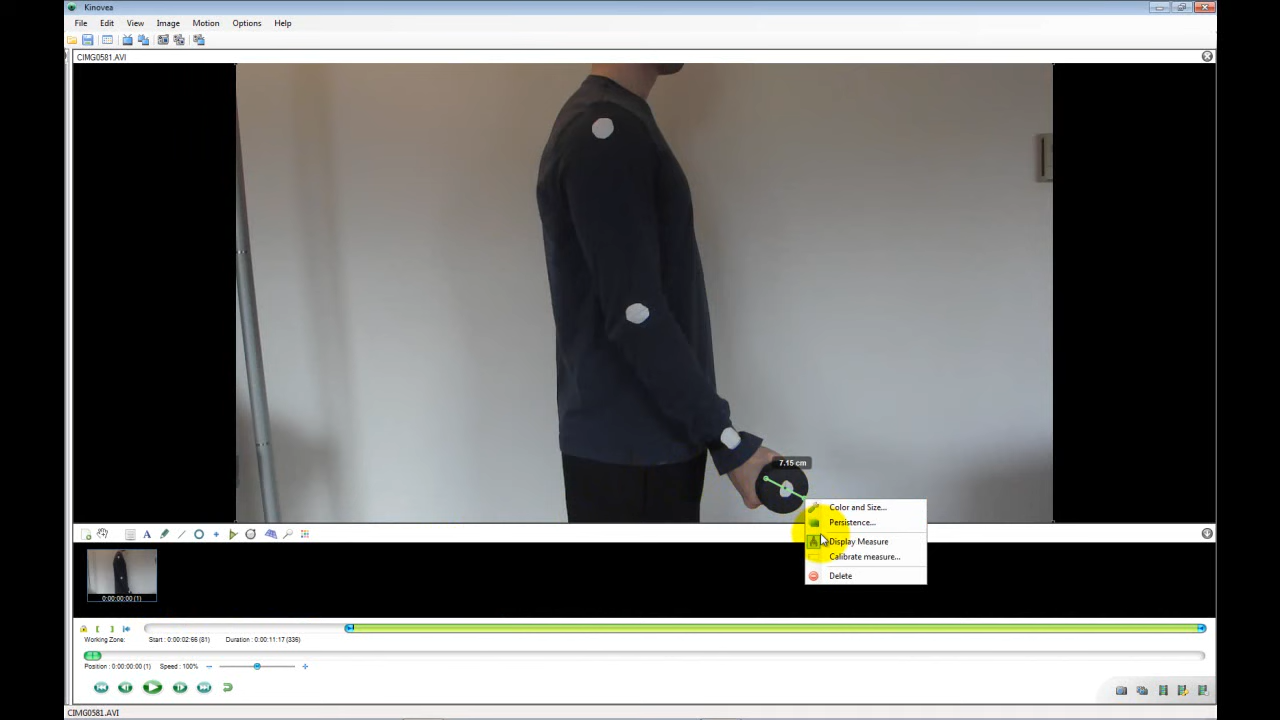 Kinovea
File Edit View Image Motion Options Help
CIMG0581.AVI
7.15 cm
Color and Size...
Persistence...
Display Measure
Calibrate measure...
Delete
0:00:00:00 (1)
Working Zone: Start : 0:00:02:66 (81) Duration : 0:00:11:17 (336)
Position : 0:00:00:00 (1) Speed : 100%
CIMG0581.AVI